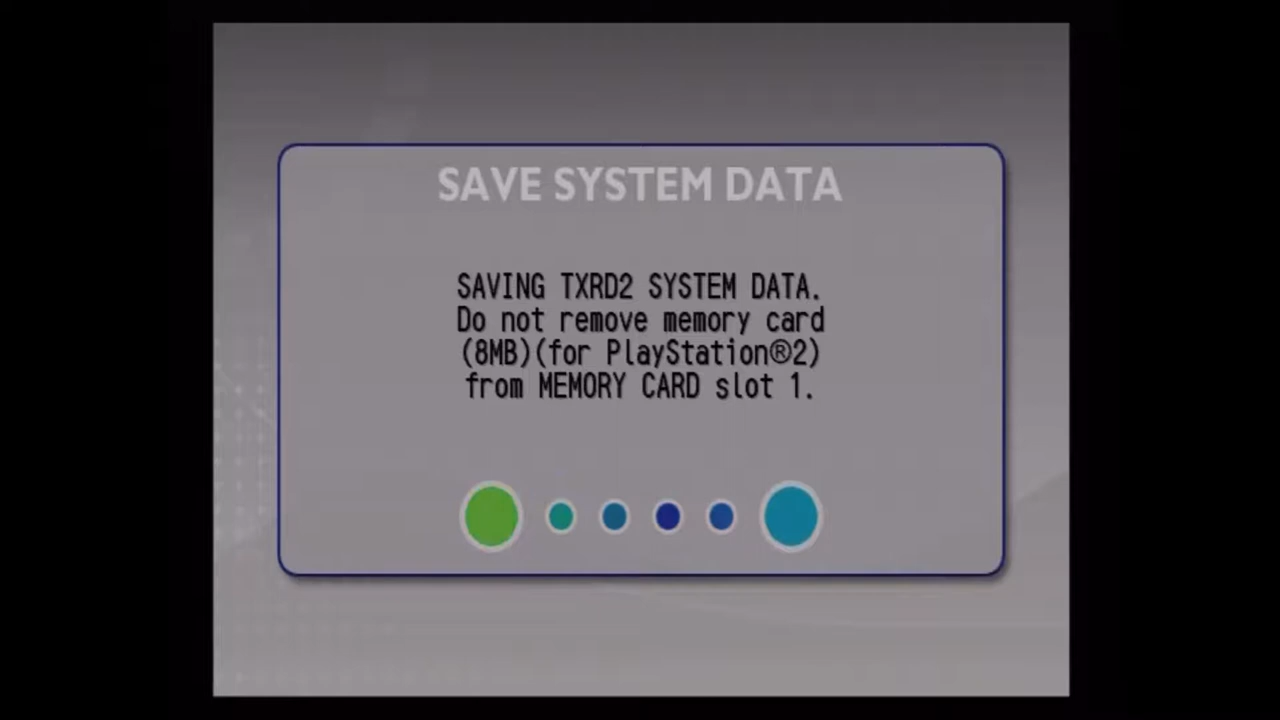 SAVE SYSTEM DATA
SAVING TXRD2 SYSTEM DATA.
Do not remove memory card
(8MB)(for PlayStation®2)
from MEMORY CARD slot 1.